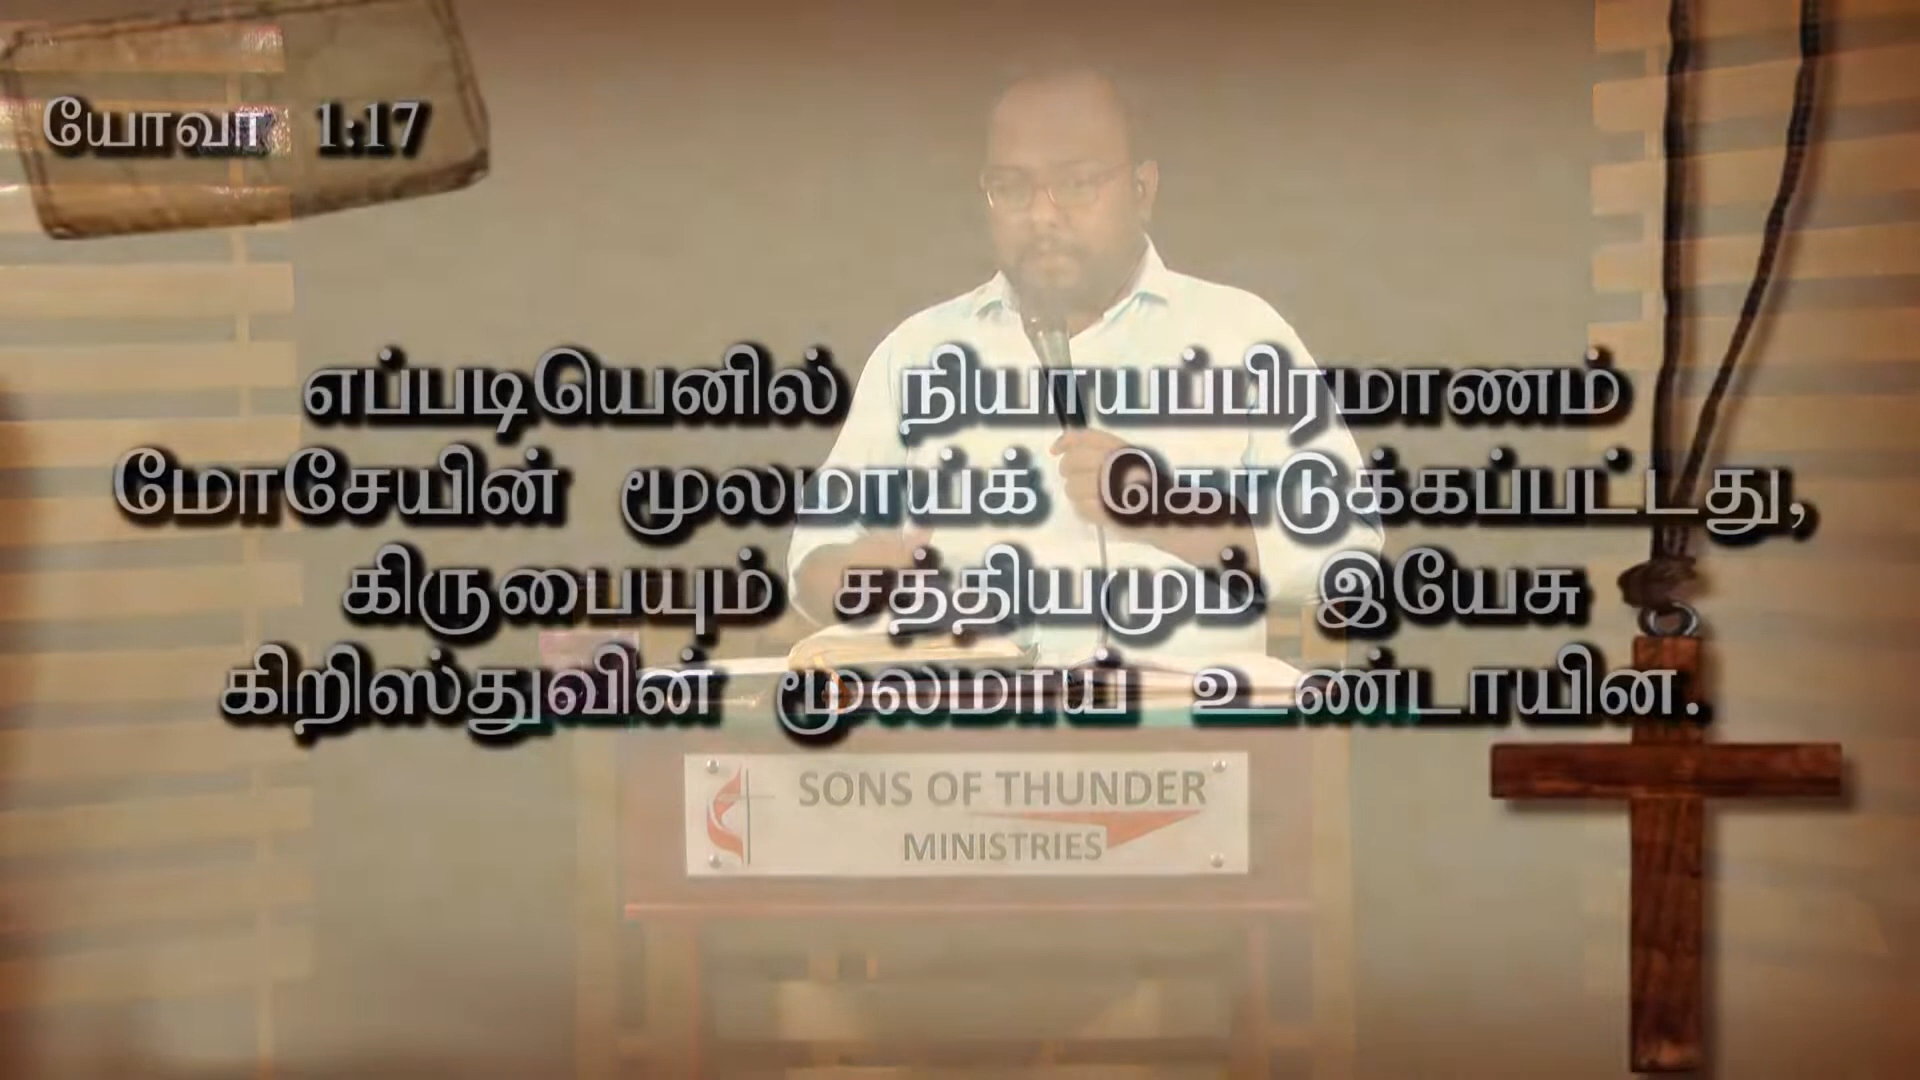 யோவா 1:17
எப்படியெனில் நியாயப்பிரமாணம்
மோசேயின் மூலமாய்க் கொடுக்கப்பட்டது,
கிருபையும் சத்தியமும் இயேசு
கிறிஸ்துவின் மூலமாய் உண்டாயின.
SONS OF THUNDER
MINISTRIES